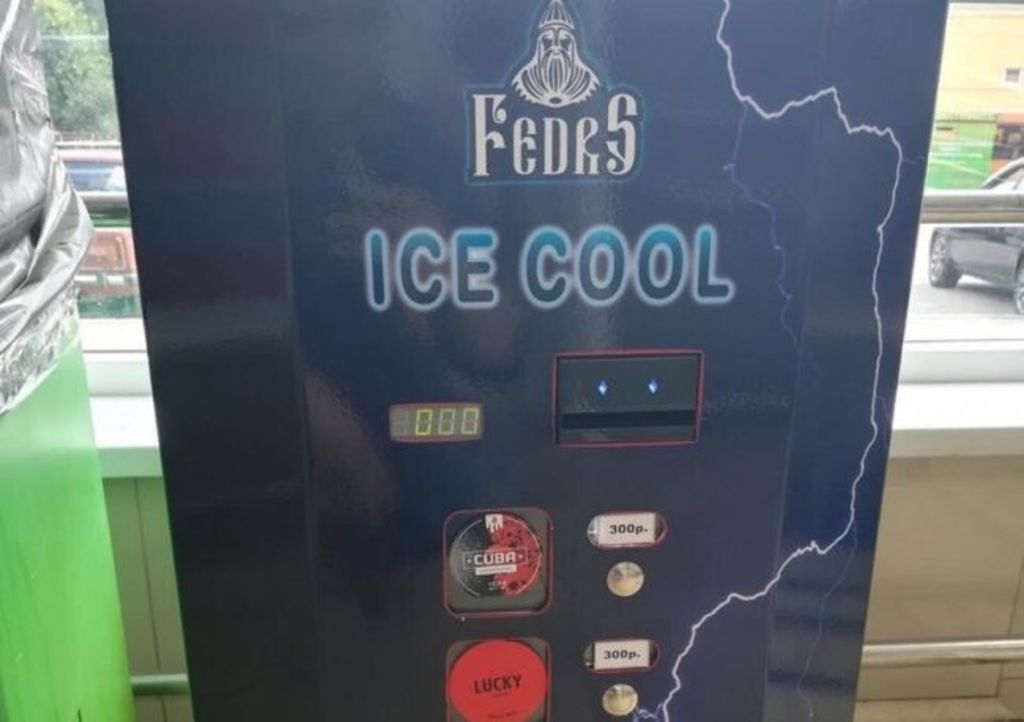 FEDRS
ICE COOL
000
CUBA
300р.
LUCKY
300р.